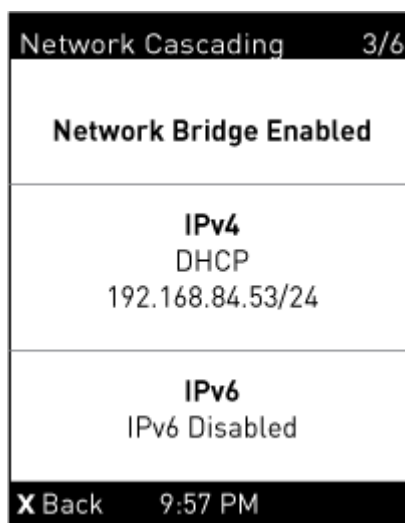 Network Cascading 3/6
Network Bridge Enabled
IPv4
DHCP
192.168.84.53/24
IPv6
IPv6 Disabled
X Back 9:57 PM